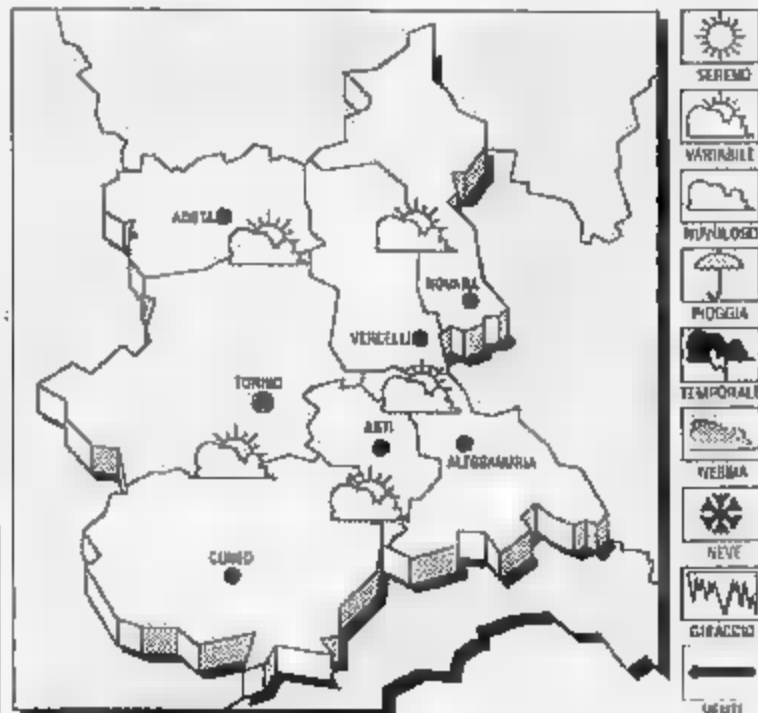 AOSTA
NOVARA
VERCELLI
TORINO
ASTI
ALESSANDRIA
CUNEO
SERENO
VARIABILE
NUVOLOSO
PIOGGIA
TEMPORALE
NEBBIA
NEVE
GHIACCIO
VENTI